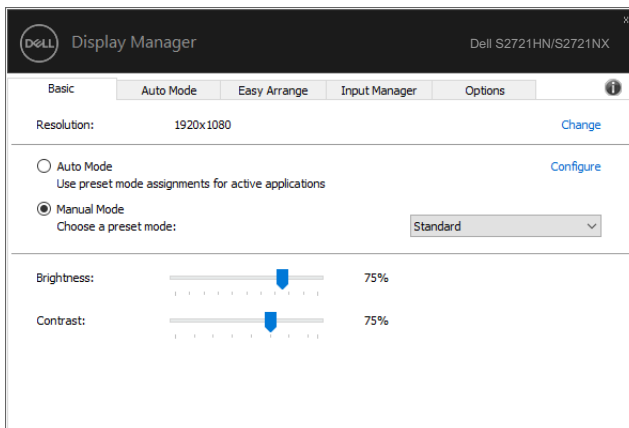 DELL Display Manager Dell S2721HN/S2721NX
x
Basic Auto Mode Easy Arrange Input Manager Options i
Resolution: 1920x1080 Change
Auto Mode Configure
Use preset mode assignments for active applications
Manual Mode
Choose a preset mode: Standard
Brightness: 75%
Contrast: 75%